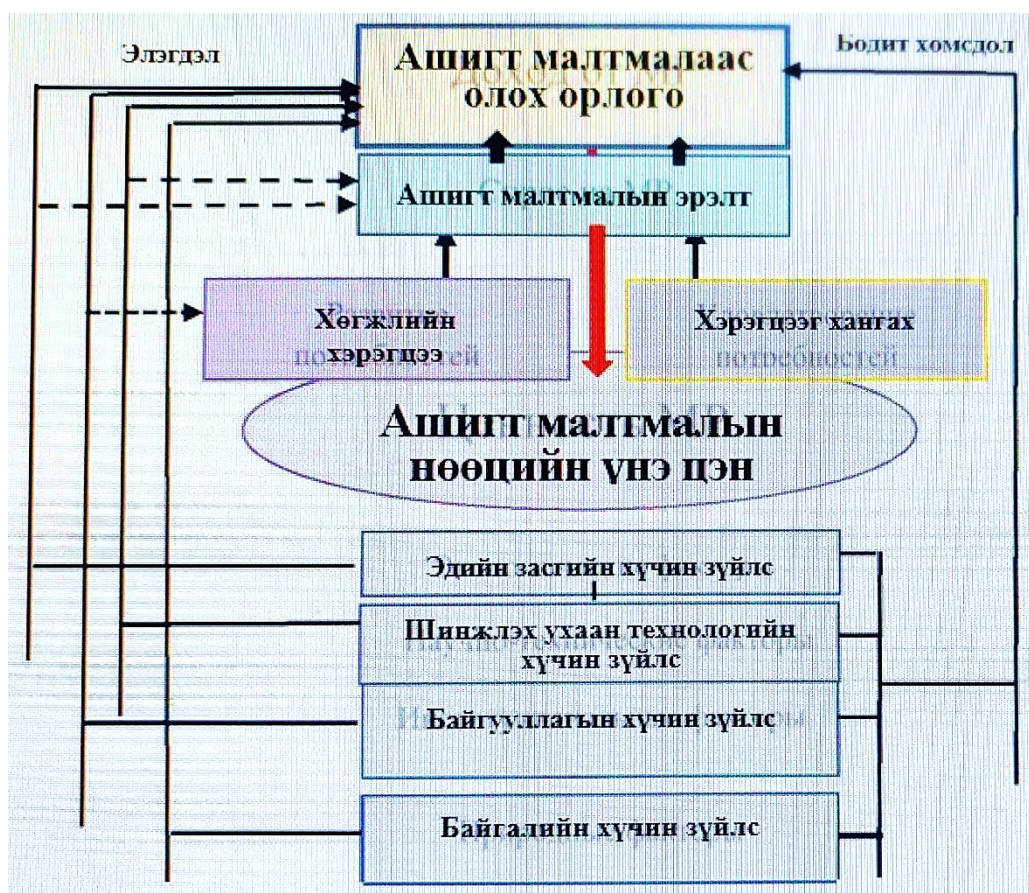 Элэгдэл
Бодит хомсдол
Ашигт малтмалаас
олох орлого
Ашигт малтмалын эрэлт
Хөгжлийн
хэрэгцээ
Хэрэгцээг хангах
потребностей
Ашигт малтмалын
нөөцийн үнэ цэн
Эдийн засгийн хүчин зүйлс
Шинжлэх ухаан технологийн
хүчин зүйлс
Байгууллагын хүчин зүйлс
Байгалийн хүчин зүйлс